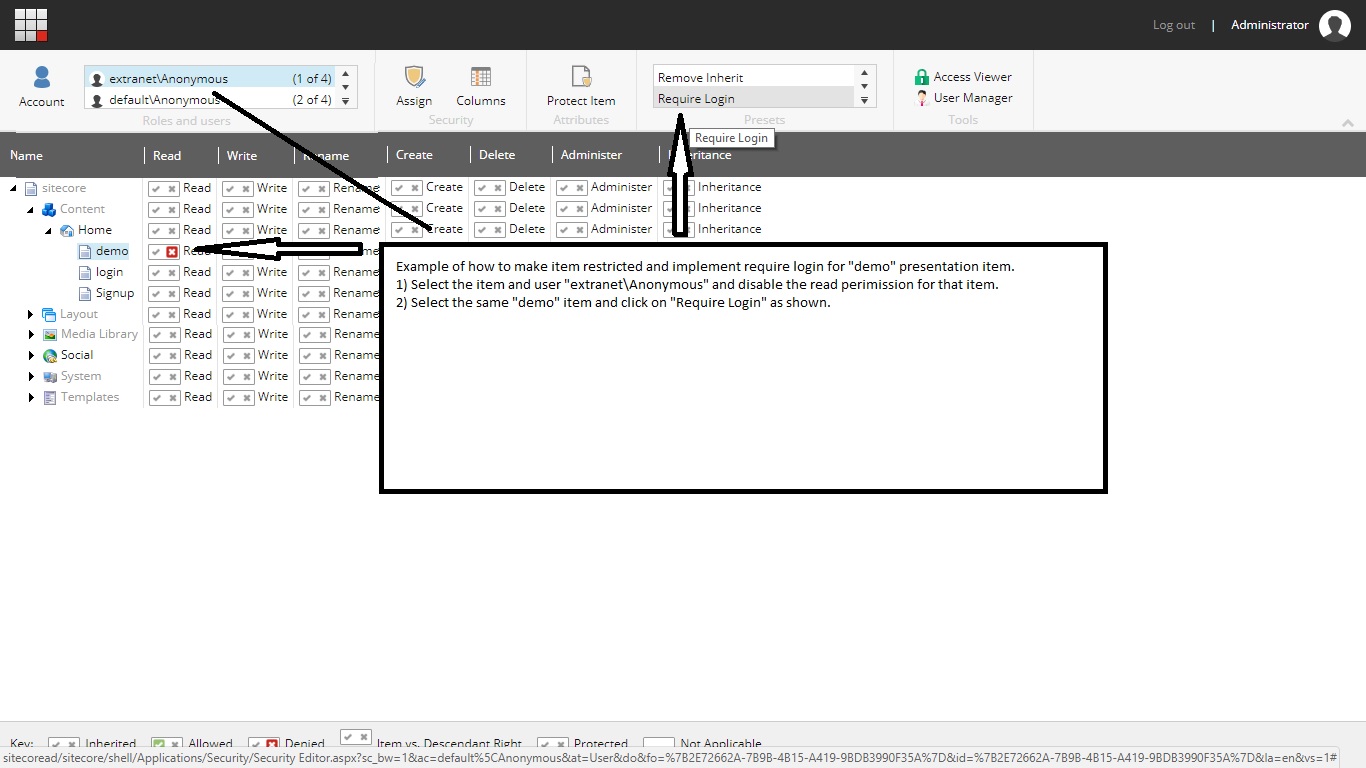 Log out | Administrator
Account
extranet\Anonymous (1 of 4)
default\Anonymous (2 of 4)
Roles and users
Assign
Columns
Security
Protect Item
Attributes
Remove Inherit
Require Login
Presets
Access Viewer
User Manager
Tools
Require Login
Name Read Write Rename Create Delete Administer Inheritance
sitecore Read Write Rename Create Delete Administer Inheritance
Content Read Write Rename Create Delete Administer Inheritance
Home Read Write Rename Create Delete Administer Inheritance
demo Read
login Read Write Rename
Signup Read Write Rename
Layout Read Write Rename
Media Library Read Write Rename
Social Read Write Rename
System Read Write Rename
Templates Read Write Rename
Example of how to make item restricted and implement require login for "demo" presentation item.
1) Select the item and user "extranet\Anonymous" and disable the read perimission for that item.
2) Select the same "demo" item and click on "Require Login" as shown.
Key: Inherited Allowed Denied Item vs. Descendant Right Protected Not Applicable
sitecoread/sitecore/shell/Applications/Security/Security Editor.aspx?sc_bw=1&ac=default%5CAnonymous&at=User&do&fo=%7B2E72662A-7B9B-4B15-A419-9BDB3990F35A%7D&id=%7B2E72662A-7B9B-4B15-A419-9BDB3990F35A%7D&la=en&vs=1#